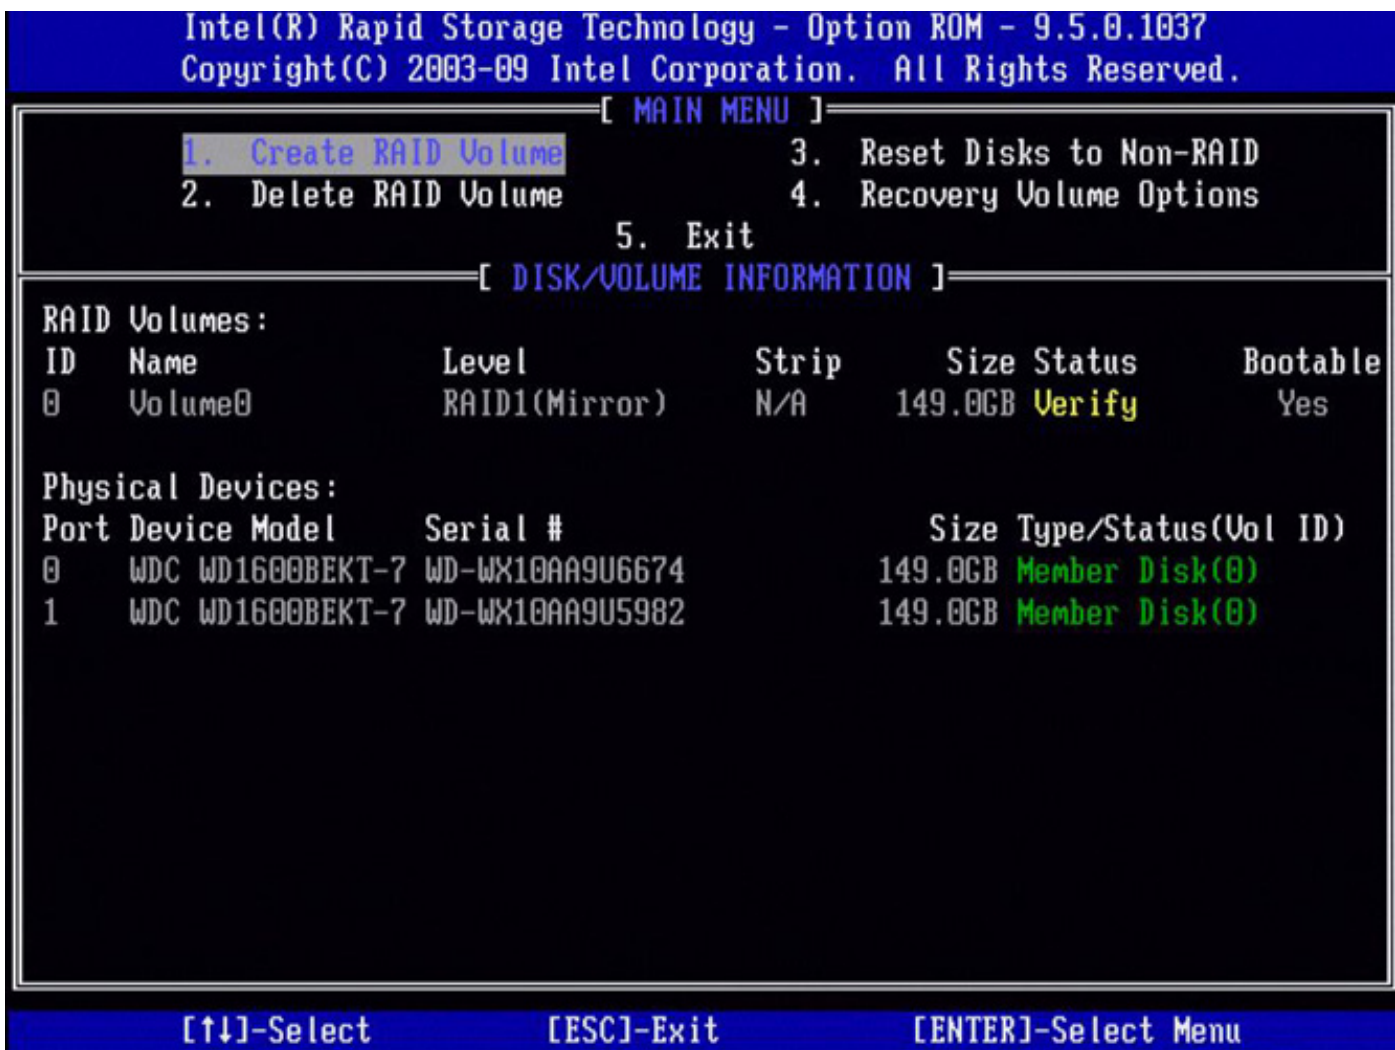 Intel(R) Rapid Storage Technology - Option ROM - 9.5.0.1037
Copyright(C) 2003-09 Intel Corporation.  All Rights Reserved.
[ MAIN MENU ]
1.  Create RAID Volume    3.  Reset Disks to Non-RAID
2.  Delete RAID Volume    4.  Recovery Volume Options
5.  Exit
[ DISK/VOLUME INFORMATION ]
RAID Volumes:
ID  Name  Level  Strip  Size Status  Bootable
0  Volume0  RAID1(Mirror)  N/A  149.0GB Verify  Yes
Physical Devices:
Port Device Model  Serial #  Size Type/Status(Vol ID)
0  WDC WD1600BEKT-7 WD-WX10AA9U6674  149.0GB Member Disk(0)
1  WDC WD1600BEKT-7 WD-WX10AA9U5982  149.0GB Member Disk(0)
[↑↓]-Select  [ESC]-Exit  [ENTER]-Select Menu